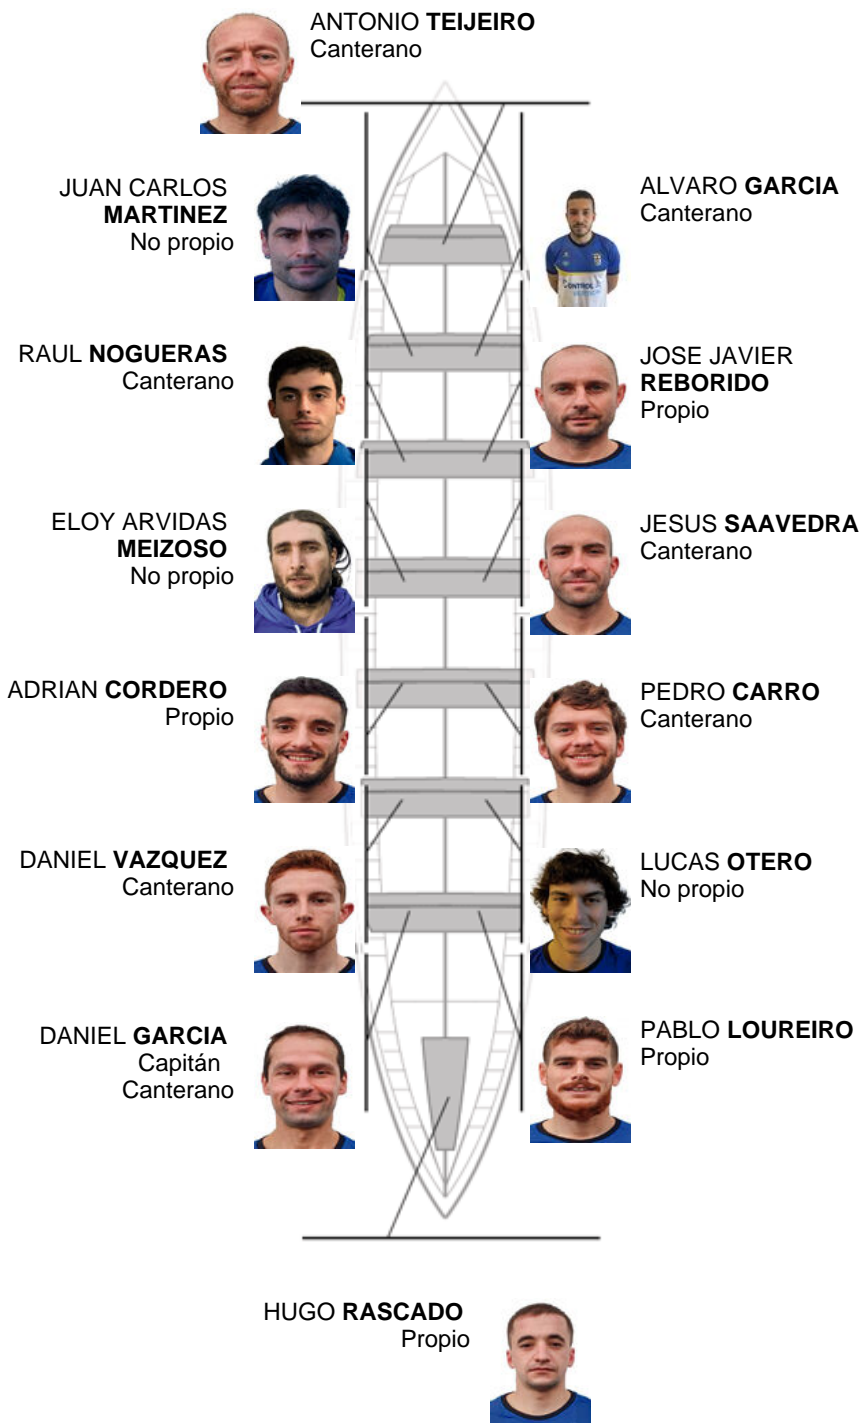 ANTONIO TEIJEIRO
Canterano
JUAN CARLOS
MARTINEZ
No propio
ALVARO GARCIA
Canterano
RAUL NOGUERAS
Canterano
JOSE JAVIER
REBORIDO
Propio
ELOY ARVIDAS
MEIZOSO
No propio
JESUS SAAVEDRA
Canterano
ADRIAN CORDERO
Propio
PEDRO CARRO
Canterano
DANIEL VAZQUEZ
Canterano
LUCAS OTERO
No propio
DANIEL GARCIA
Capitán
Canterano
PABLO LOUREIRO
Propio
HUGO RASCADO
Propio